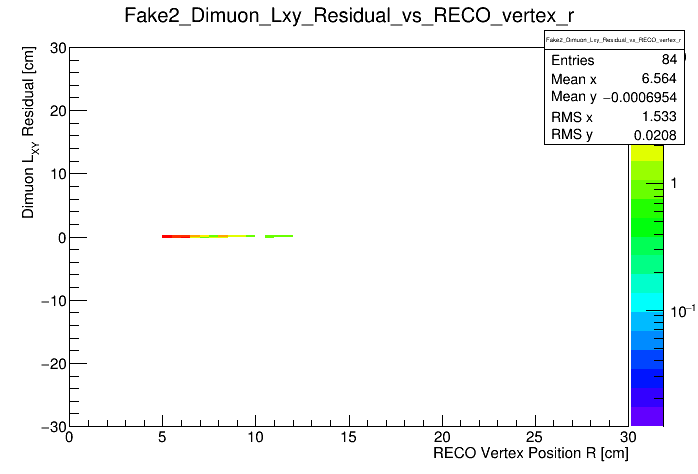 Fake2_Dimuon_Lxy_Residual_vs_RECO_vertex_r
Fake2_Dimuon_Lxy_Residual_vs_RECO_vertex_r
Entries 84
Mean x 6.564
Mean y −0.0006954
RMS x 1.533
RMS y 0.0208
Dimuon LXY Residual [cm]
30
20
10
0
−10
−20
−30
0 5 10 15 20 25 30
RECO Vertex Position R [cm]
1
10−1